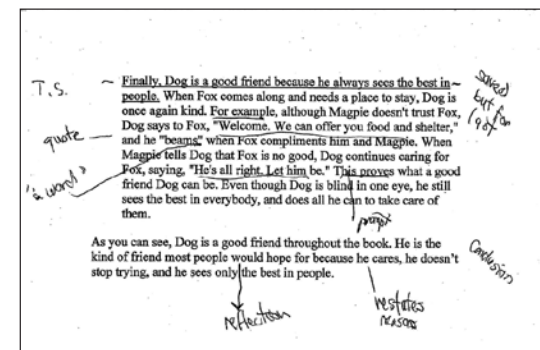 T.S.
Finally, Dog is a good friend because he always sees the best in
people. When Fox comes along and needs a place to stay, Dog is
once again kind. For example, although Magpie doesn't trust Fox,
Dog says to Fox, "Welcome. We can offer you food and shelter,"
and he "beams" when Fox compliments him and Magpie. When
Magpie tells Dog that Fox is no good, Dog continues caring for
Fox, saying, "He's all right. Let him be." This proves what a good
friend Dog can be. Even though Dog is blind in one eye, he still
sees the best in everybody, and does all he can to take care of
them.
quote
"a word"
saved
but for
last
proof
As you can see, Dog is a good friend throughout the book. He is the
kind of friend most people would hope for because he cares, he doesn't
stop trying, and he sees only the best in people.
Conclusion
reflection
restates
reasons